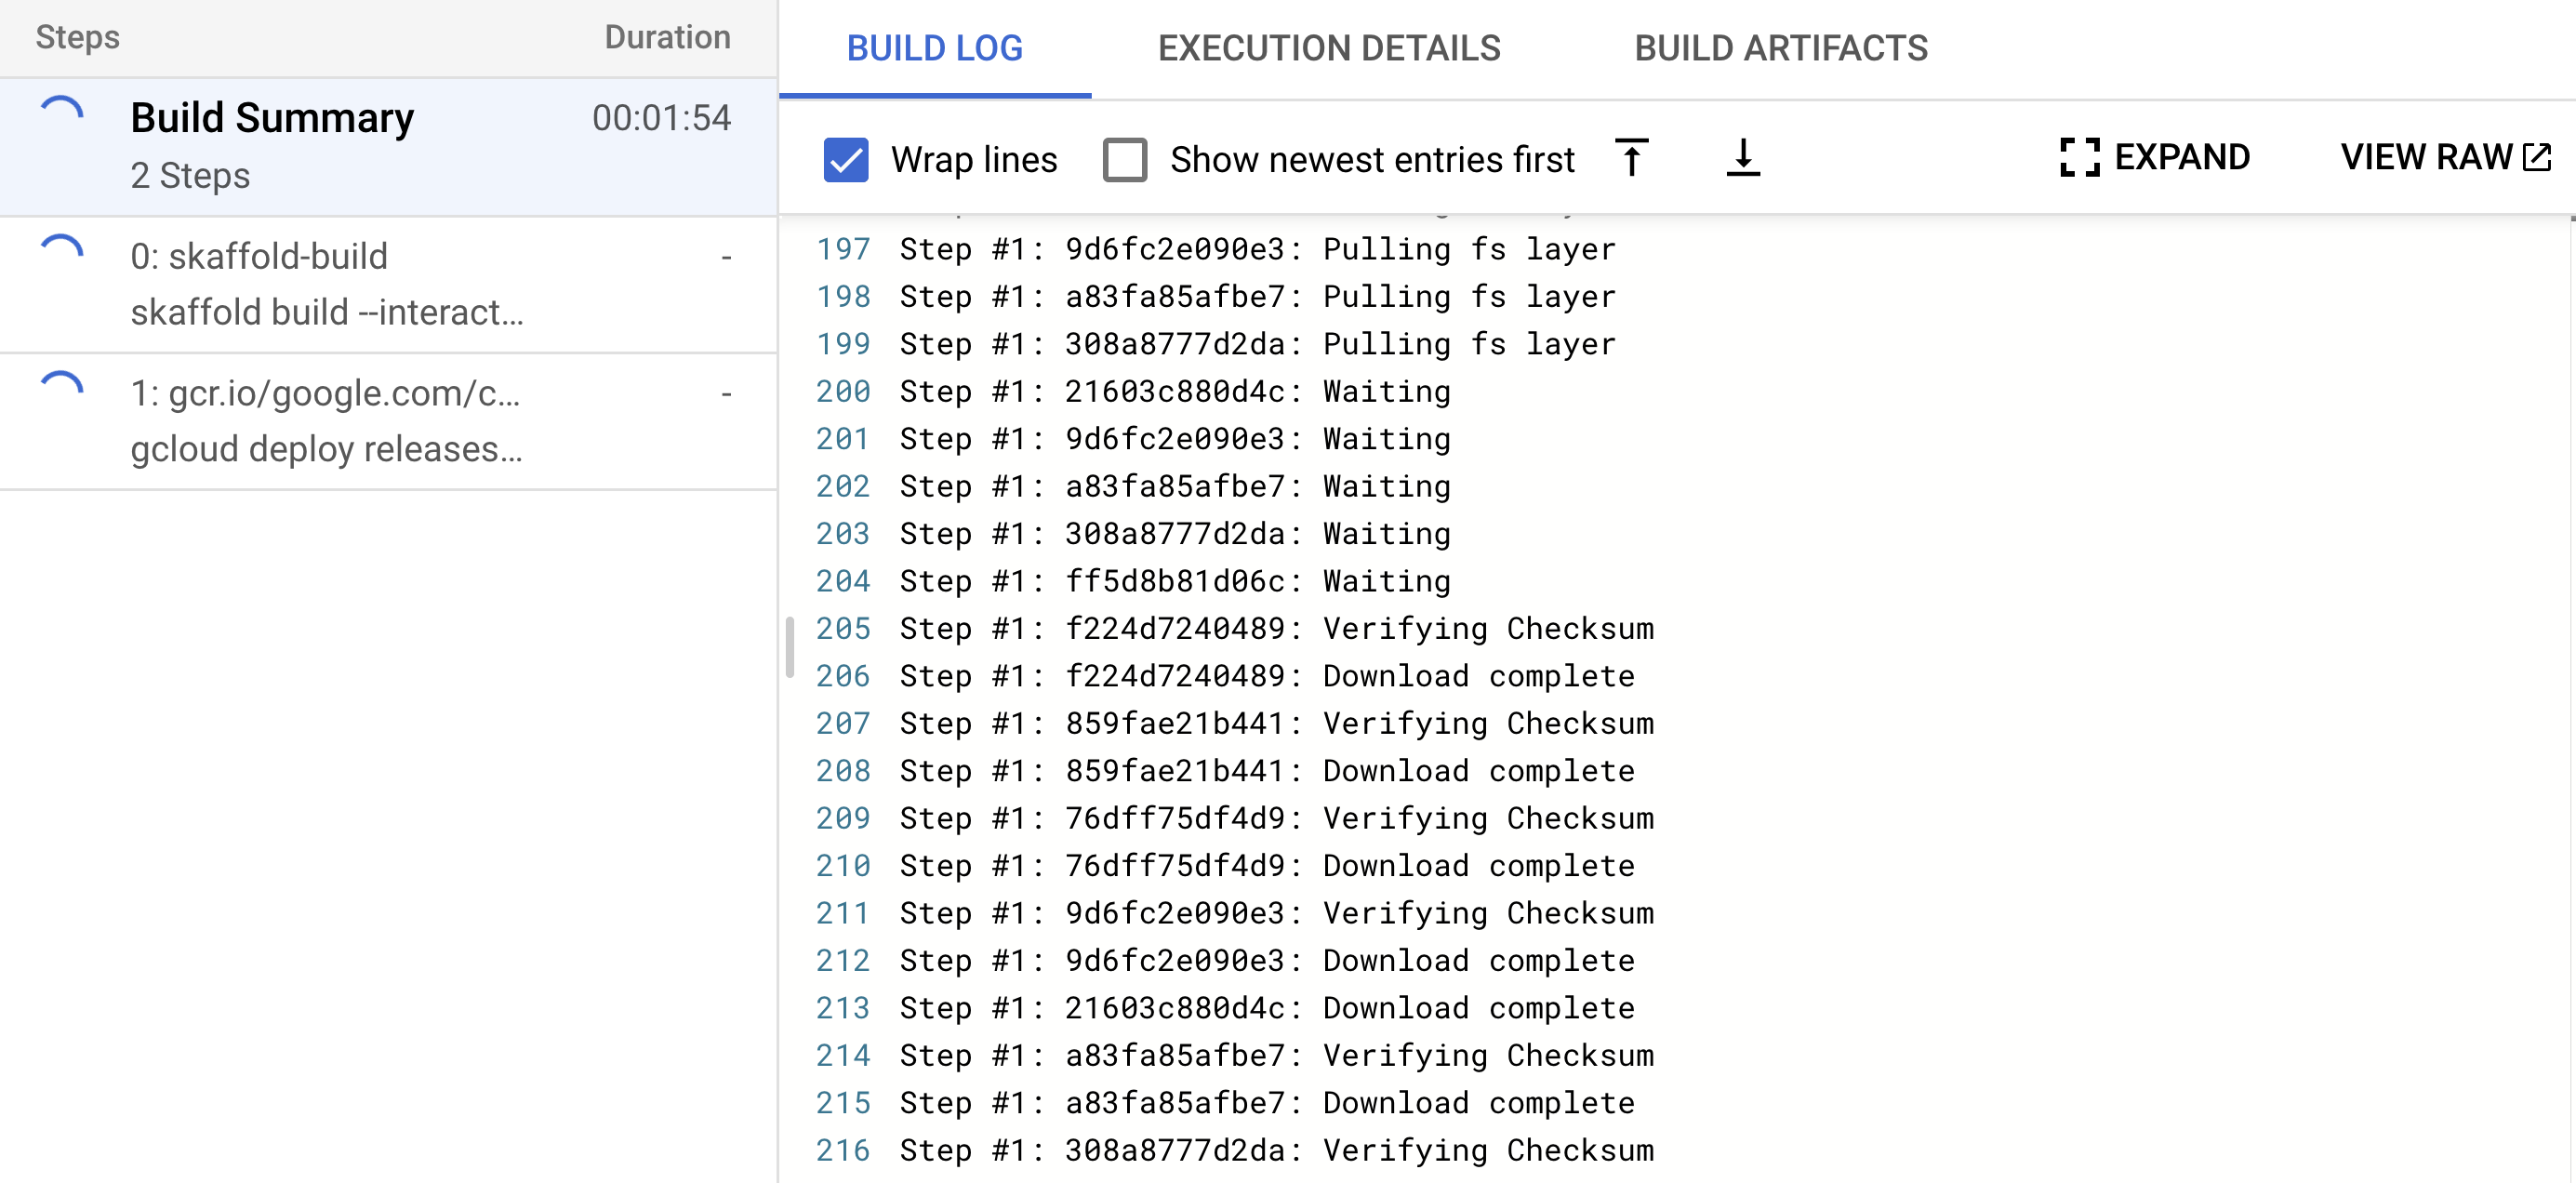 Steps Duration
Build Summary 00:01:54
2 Steps
0: skaffold-build -
skaffold build --interact...
1: gcr.io/google.com/c... -
gcloud deploy releases...
BUILD LOG EXECUTION DETAILS BUILD ARTIFACTS
Wrap lines Show newest entries first EXPAND VIEW RAW
197 Step #1: 9d6fc2e090e3: Pulling fs layer
198 Step #1: a83fa85afbe7: Pulling fs layer
199 Step #1: 308a8777d2da: Pulling fs layer
200 Step #1: 21603c880d4c: Waiting
201 Step #1: 9d6fc2e090e3: Waiting
202 Step #1: a83fa85afbe7: Waiting
203 Step #1: 308a8777d2da: Waiting
204 Step #1: ff5d8b81d06c: Waiting
205 Step #1: f224d7240489: Verifying Checksum
206 Step #1: f224d7240489: Download complete
207 Step #1: 859fae21b441: Verifying Checksum
208 Step #1: 859fae21b441: Download complete
209 Step #1: 76dff75df4d9: Verifying Checksum
210 Step #1: 76dff75df4d9: Download complete
211 Step #1: 9d6fc2e090e3: Verifying Checksum
212 Step #1: 9d6fc2e090e3: Download complete
213 Step #1: 21603c880d4c: Download complete
214 Step #1: a83fa85afbe7: Verifying Checksum
215 Step #1: a83fa85afbe7: Download complete
216 Step #1: 308a8777d2da: Verifying Checksum